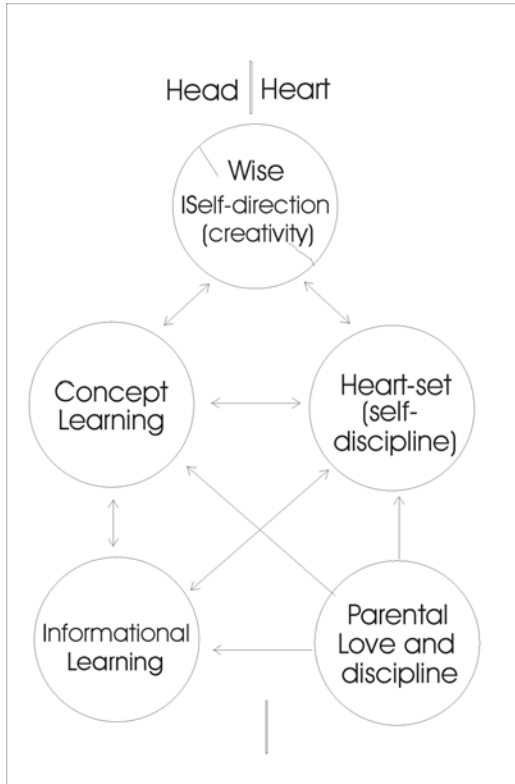 Head Heart
Wise
ISelf-direction
(creativity)
Concept
Learning
Heart-set
(self-
discipline)
Informational
Learning
Parental
Love and
discipline